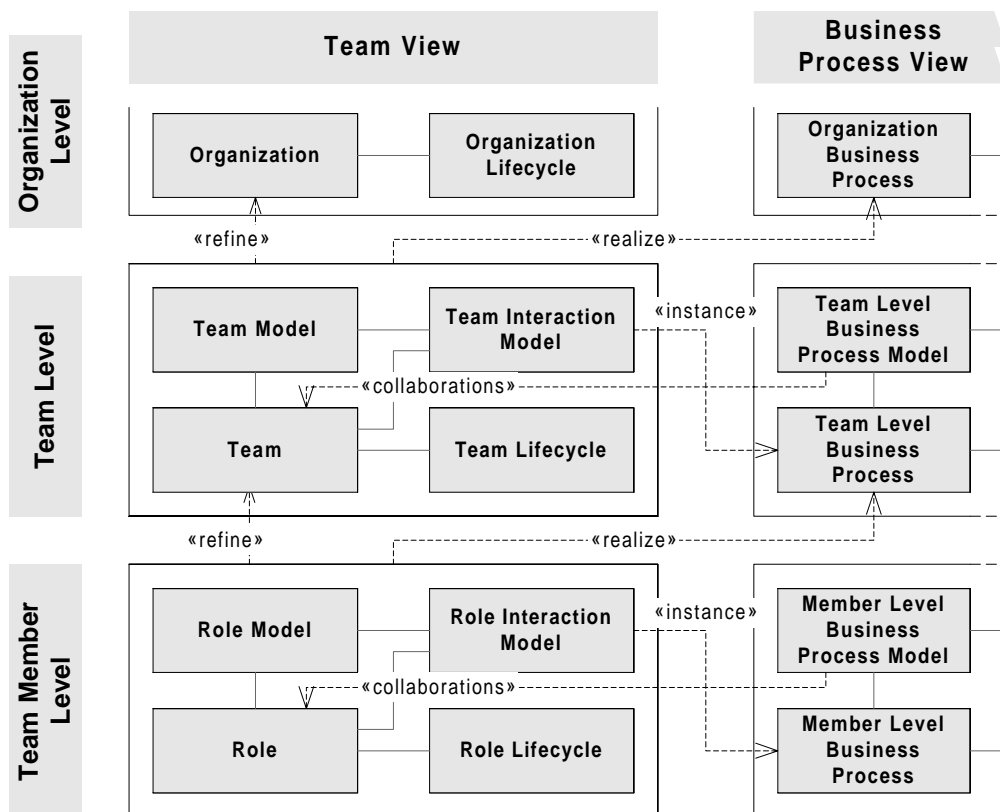 Team View
Business
Process View
Organization
Level
Organization
Organization
Lifecycle
Organization
Business
Process
«refine»
«realize»
Team Level
Team Model
Team Interaction
Model
«instance»
Team Level
Business
Process Model
«collaborations»
Team
Team Lifecycle
Team Level
Business
Process
«refine»
«realize»
Team Member
Level
Role Model
Role Interaction
Model
«instance»
Member Level
Business
Process Model
«collaborations»
Role
Role Lifecycle
Member Level
Business
Process